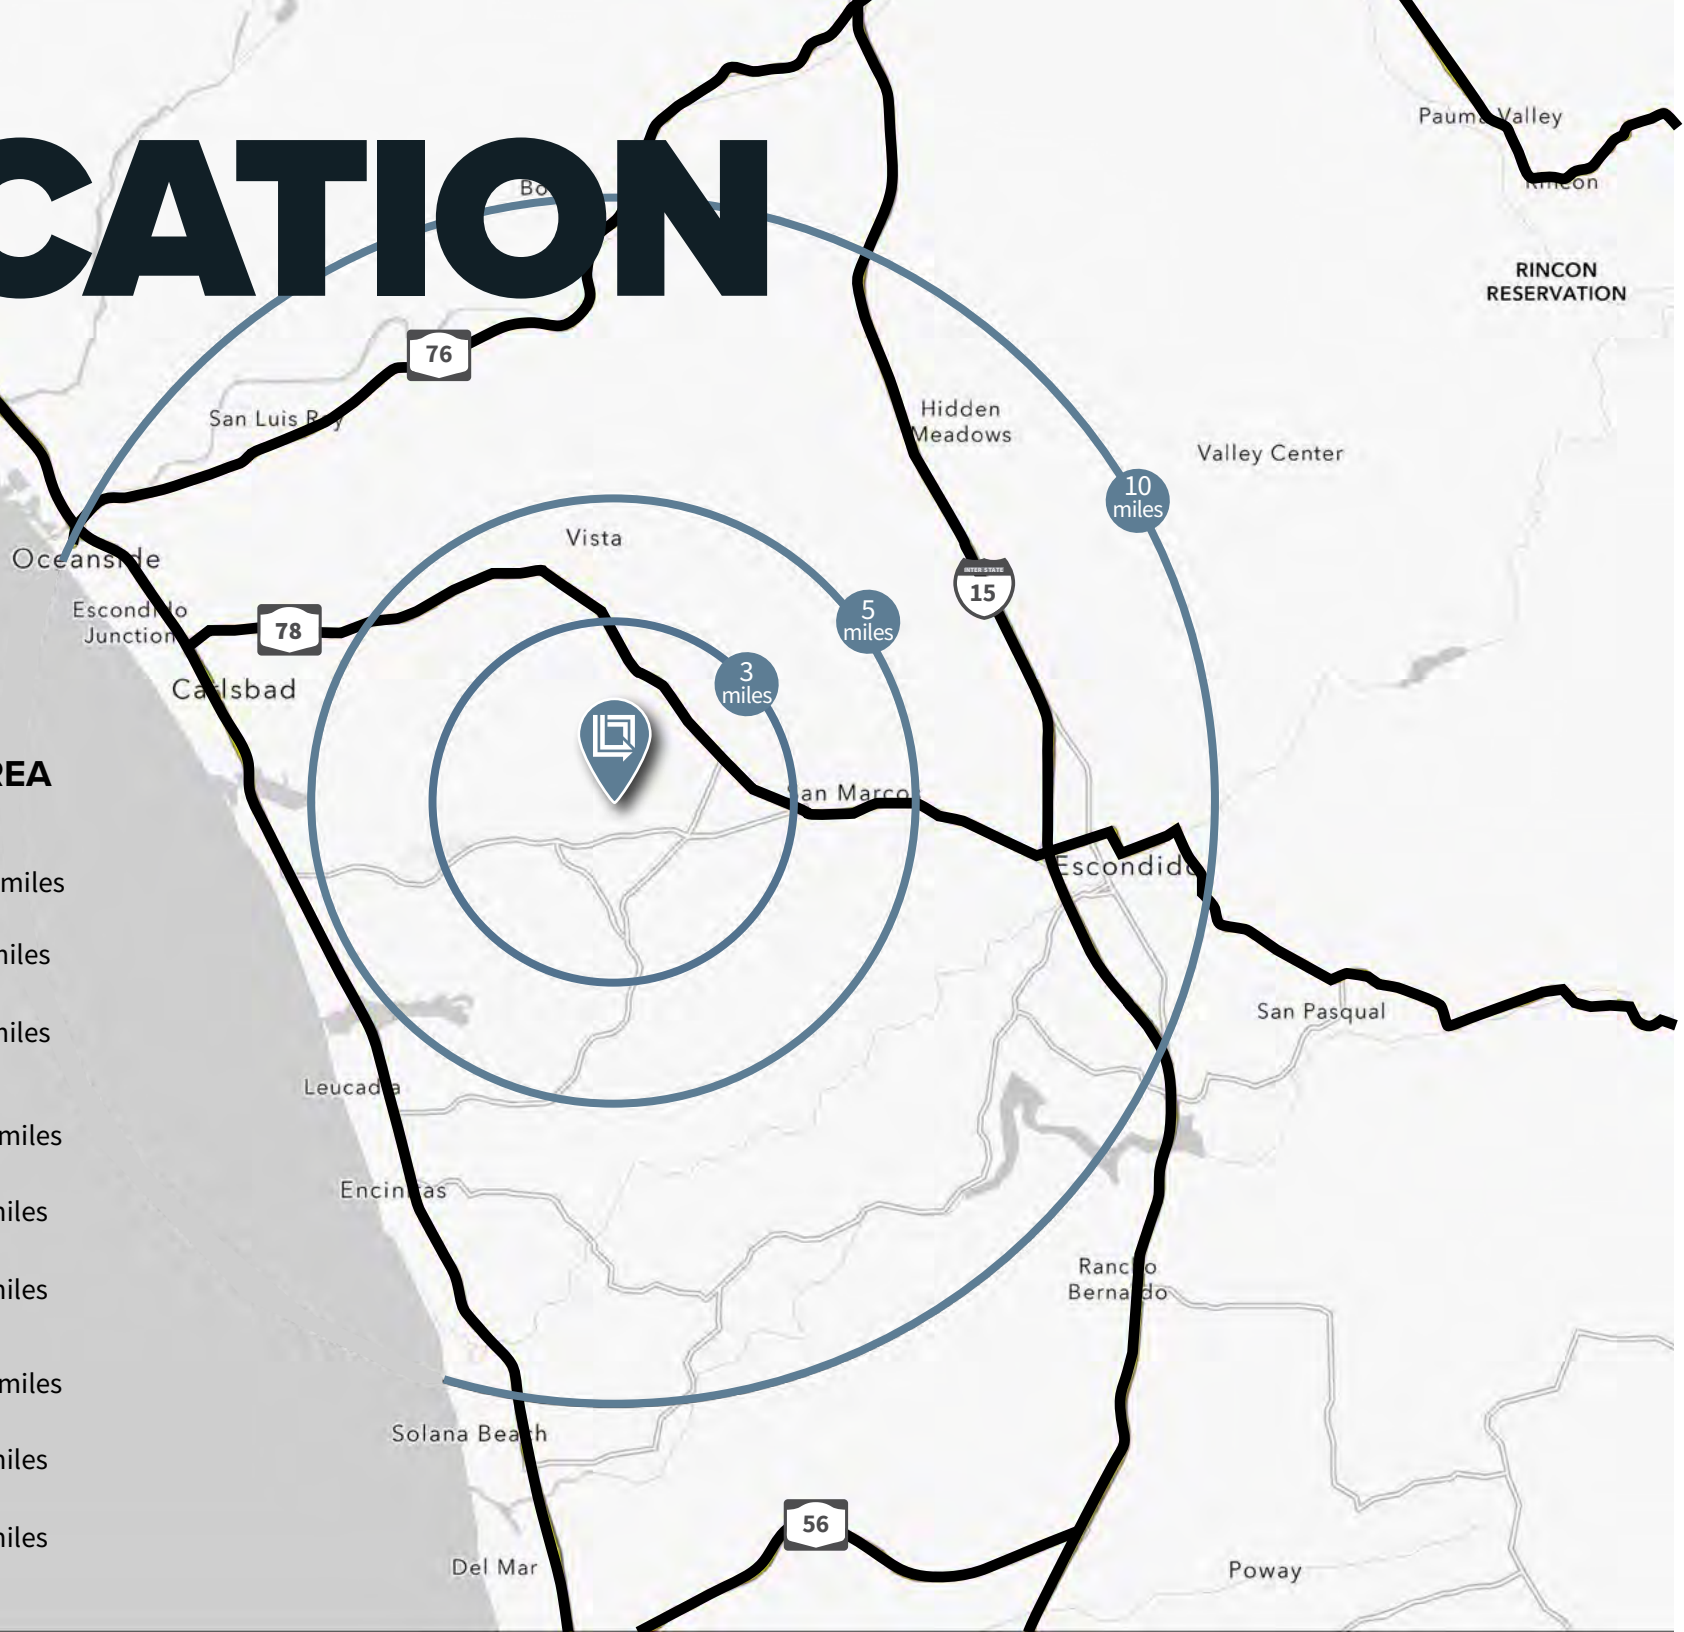 CATION
Pauma Valley
Rincon
RINCON
RESERVATION
76
San Luis Rey
Hidden
Meadows
Valley Center
10
miles
Vista
Oceanside
INTERSTATE
15
Escondido
Junction
78
5
miles
3
miles
Carlsbad
REA
San Marcos
Escondido
miles
miles
San Pasqual
miles
Leucadia
miles
Encinitas
miles
Rancho
Bernardo
miles
miles
Solana Beach
miles
56
miles
Del Mar
Poway